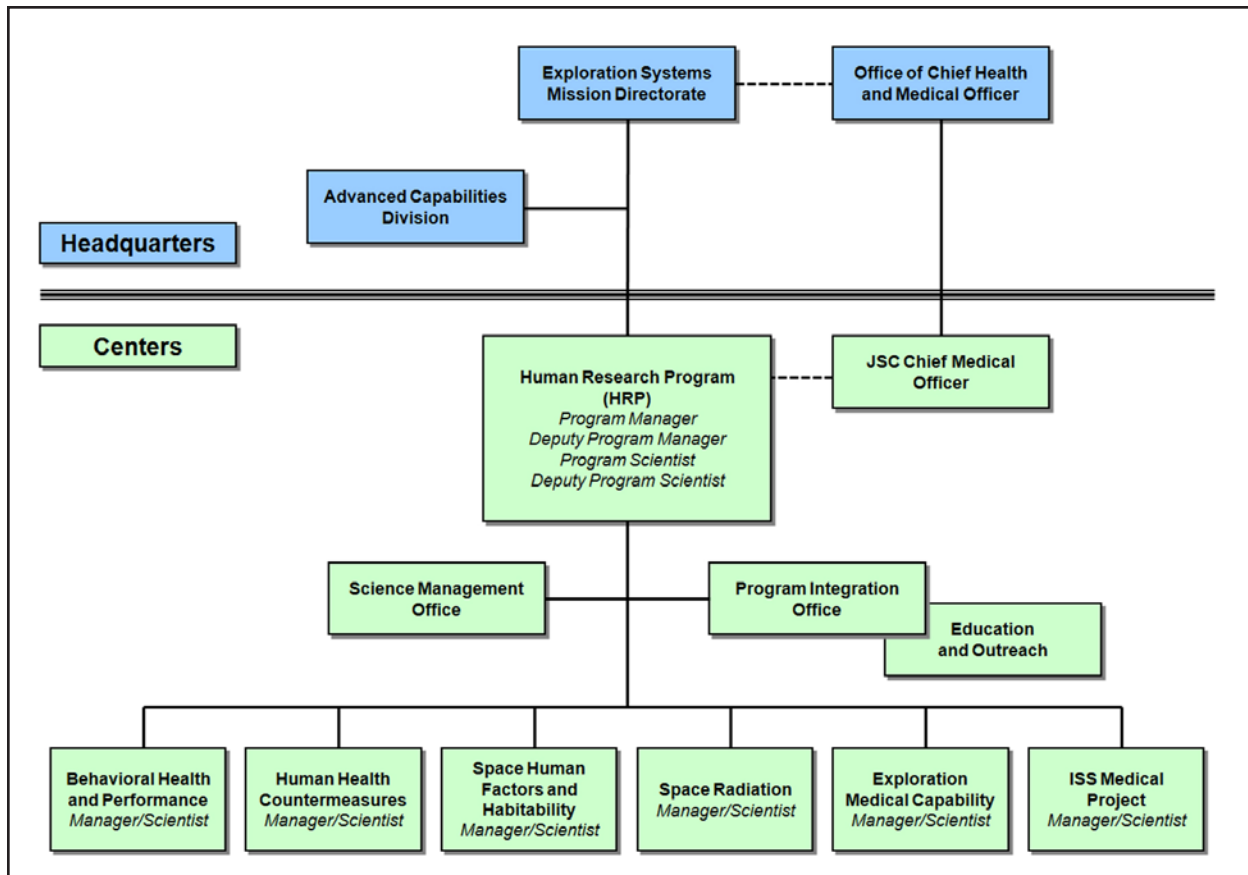 Exploration Systems
Mission Directorate
Office of Chief Health
and Medical Officer
Advanced Capabilities
Division
Headquarters
Centers
Human Research Program
(HRP)
Program Manager
Deputy Program Manager
Program Scientist
Deputy Program Scientist
JSC Chief Medical
Officer
Science Management
Office
Program Integration
Office
Education
and Outreach
Behavioral Health
and Performance
Manager/Scientist
Human Health
Countermeasures
Manager/Scientist
Space Human
Factors and
Habitability
Manager/Scientist
Space Radiation
Manager/Scientist
Exploration
Medical Capability
Manager/Scientist
ISS Medical
Project
Manager/Scientist